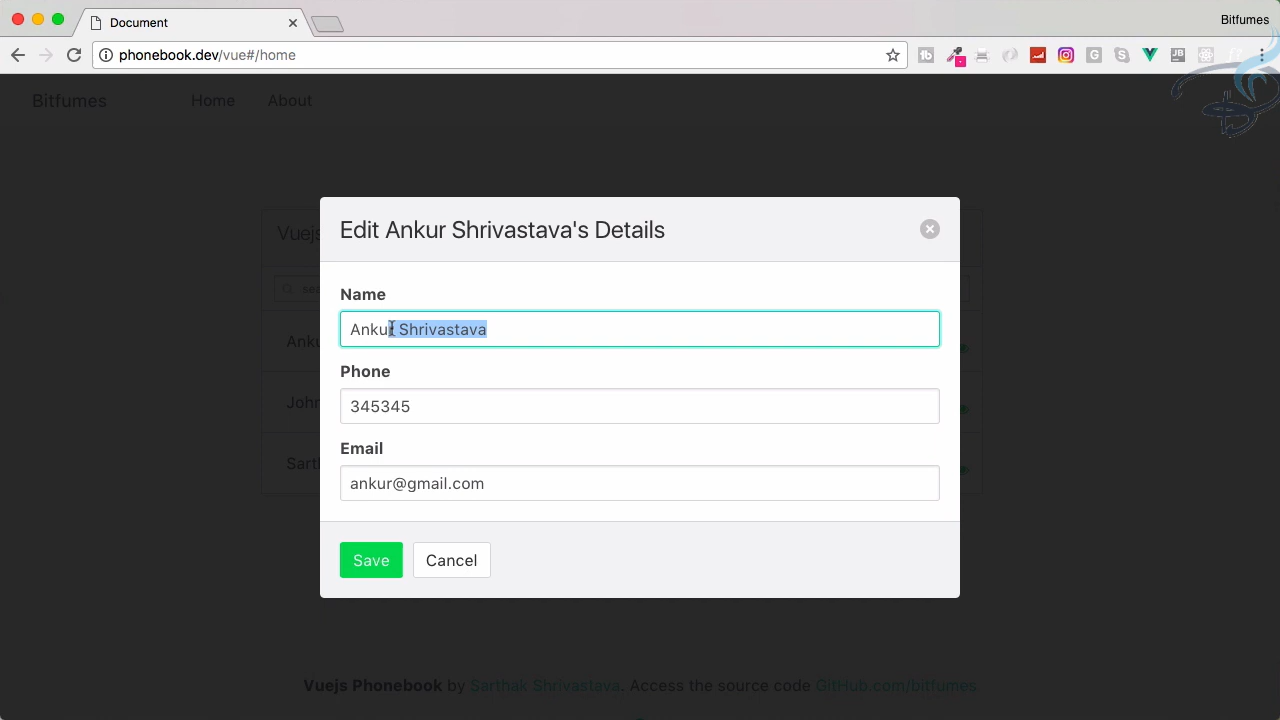 Document
Bitfumes
phonebook.dev/vue#/home
Bitfumes
Home
About
Vuejs
Edit Ankur Shrivastava's Details
Name
Ankur Shrivastava
Phone
345345
Email
ankur@gmail.com
Save
Cancel
Vuejs Phonebook by Sarthak Shrivastava. Access the source code GitHub.com/bitfumes.